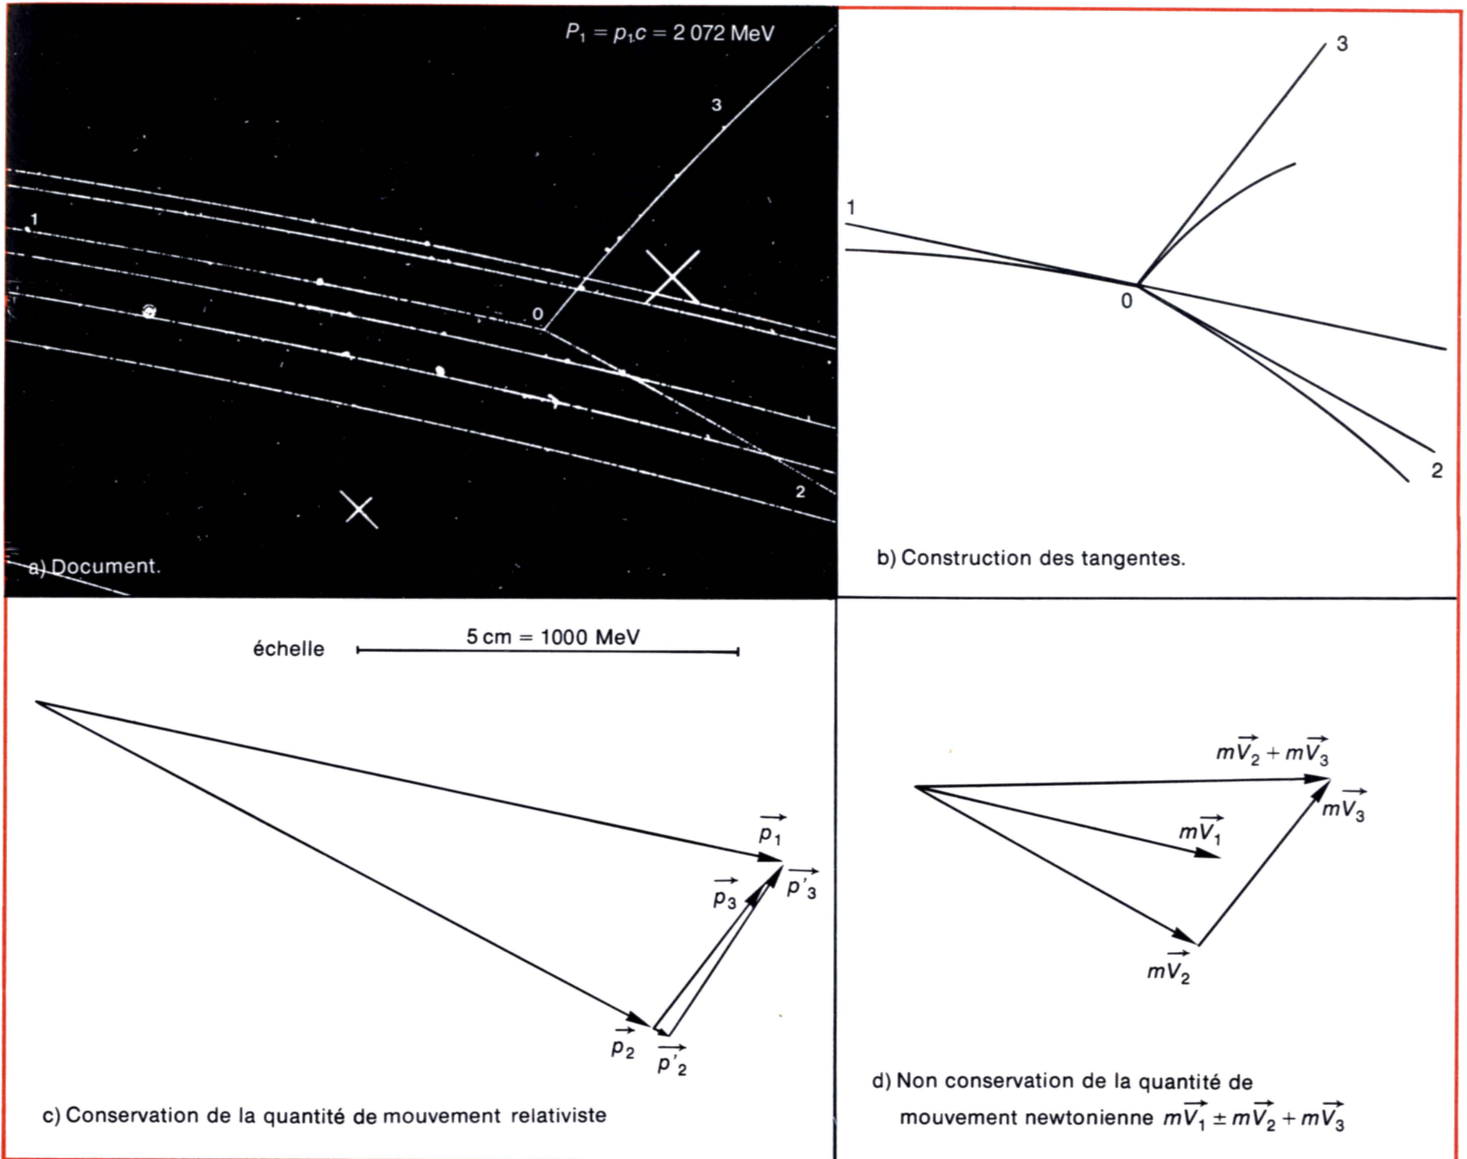 P₁ = p₁c = 2 072 MeV
3
1
0
2
a) Document.
3
1
0
2
b) Construction des tangentes.
échelle
5 cm = 1000 MeV
p₁
p₃
p'₃
p₂
p'₂
c) Conservation de la quantité de mouvement relativiste
mV₂ + mV₃
mV₃
mV₁
mV₂
d) Non conservation de la quantité de
mouvement newtonienne mV₁ ± mV₂ + mV₃